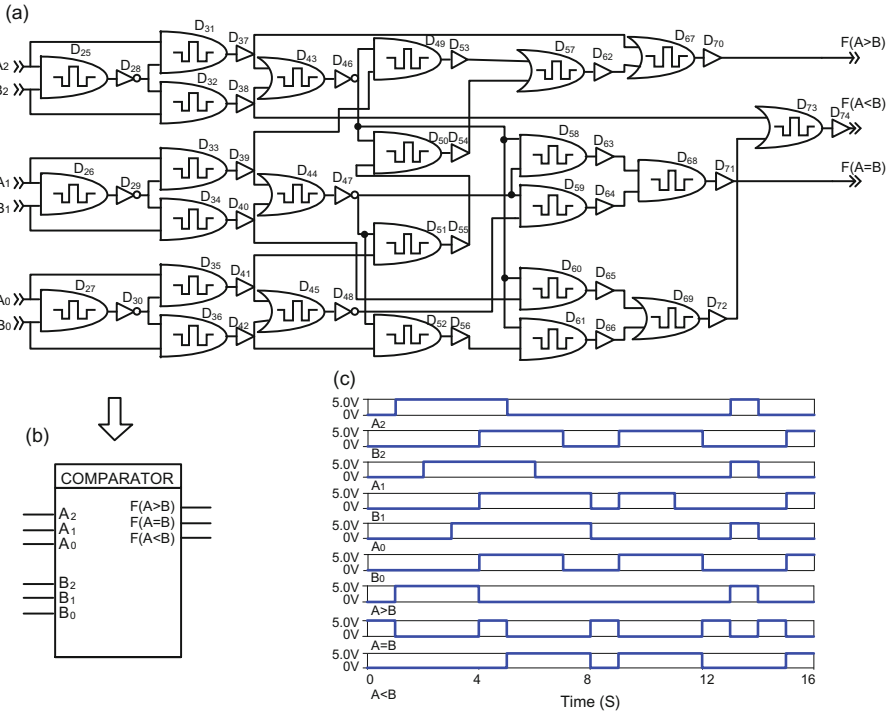 (a)
D25
D28
D31
D37
D32
D38
D43
D46
D49
D53
D57
D62
D67
D70
F(A>B)
A2
B2
D73
D74
F(A<B)
D26
D29
D33
D39
D34
D40
D44
D47
D50
D54
D58
D63
D59
D64
D68
D71
F(A=B)
A1
B1
D51
D55
D27
D30
D35
D41
D36
D42
D45
D48
D52
D56
D60
D65
D61
D66
D69
D72
A0
B0
(b)
COMPARATOR
A2
A1
A0
B2
B1
B0
F(A>B)
F(A=B)
F(A<B)
(c)
5.0V
0V
A2
5.0V
0V
B2
5.0V
0V
A1
5.0V
0V
B1
5.0V
0V
A0
5.0V
0V
B0
5.0V
0V
A>B
5.0V
0V
A=B
5.0V
0V
0 4 8 12 16
A<B
Time (S)